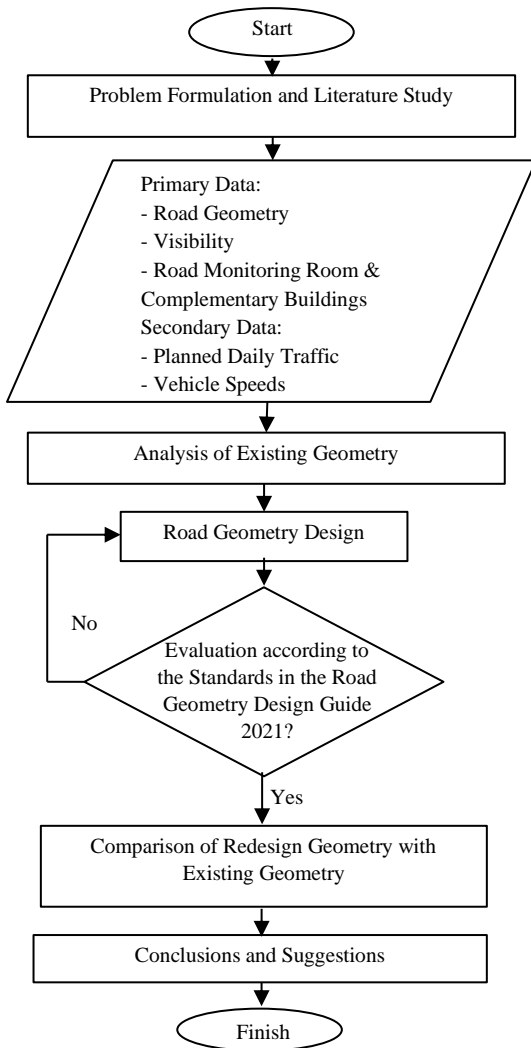 Start
Problem Formulation and Literature Study
Primary Data:
- Road Geometry
- Visibility
- Road Monitoring Room &
Complementary Buildings
Secondary Data:
- Planned Daily Traffic
- Vehicle Speeds
Analysis of Existing Geometry
Road Geometry Design
No
Evaluation according to
the Standards in the Road
Geometry Design Guide
2021?
Yes
Comparison of Redesign Geometry with
Existing Geometry
Conclusions and Suggestions
Finish